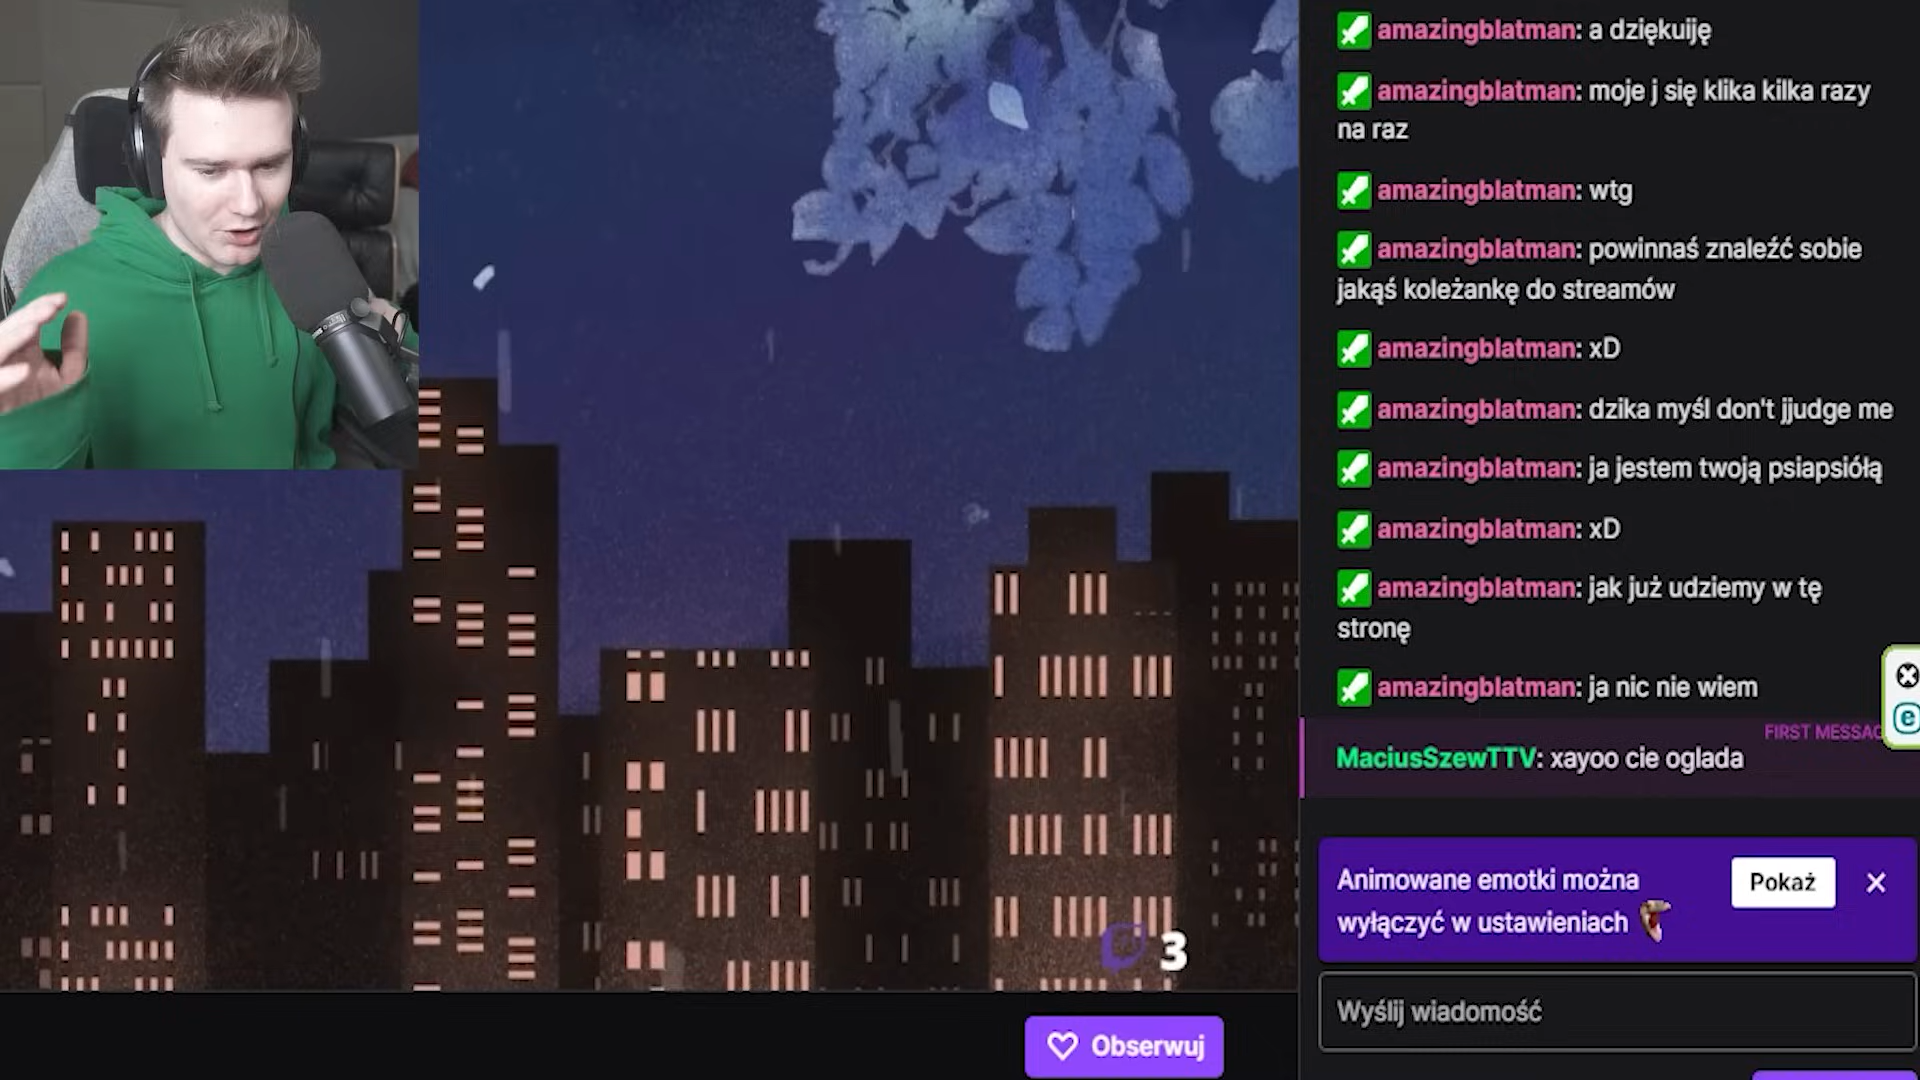 amazingblatman: a dziękuiję
amazingblatman: moje j się klika kilka razy
na raz
amazingblatman: wtg
amazingblatman: powinnaś znaleźć sobie
jakąś koleżankę do streamów
amazingblatman: xD
amazingblatman: dzika myśl don't jjudge me
amazingblatman: ja jestem twoją psiapsiółą
amazingblatman: xD
amazingblatman: jak już udziemy w tę
stronę
amazingblatman: ja nic nie wiem
FIRST MESSAG
MaciusSzewTTV: xayoo cie oglada
Animowane emotki można
wyłączyć w ustawieniach
Pokaż
3
Wyślij wiadomość
Obserwuj